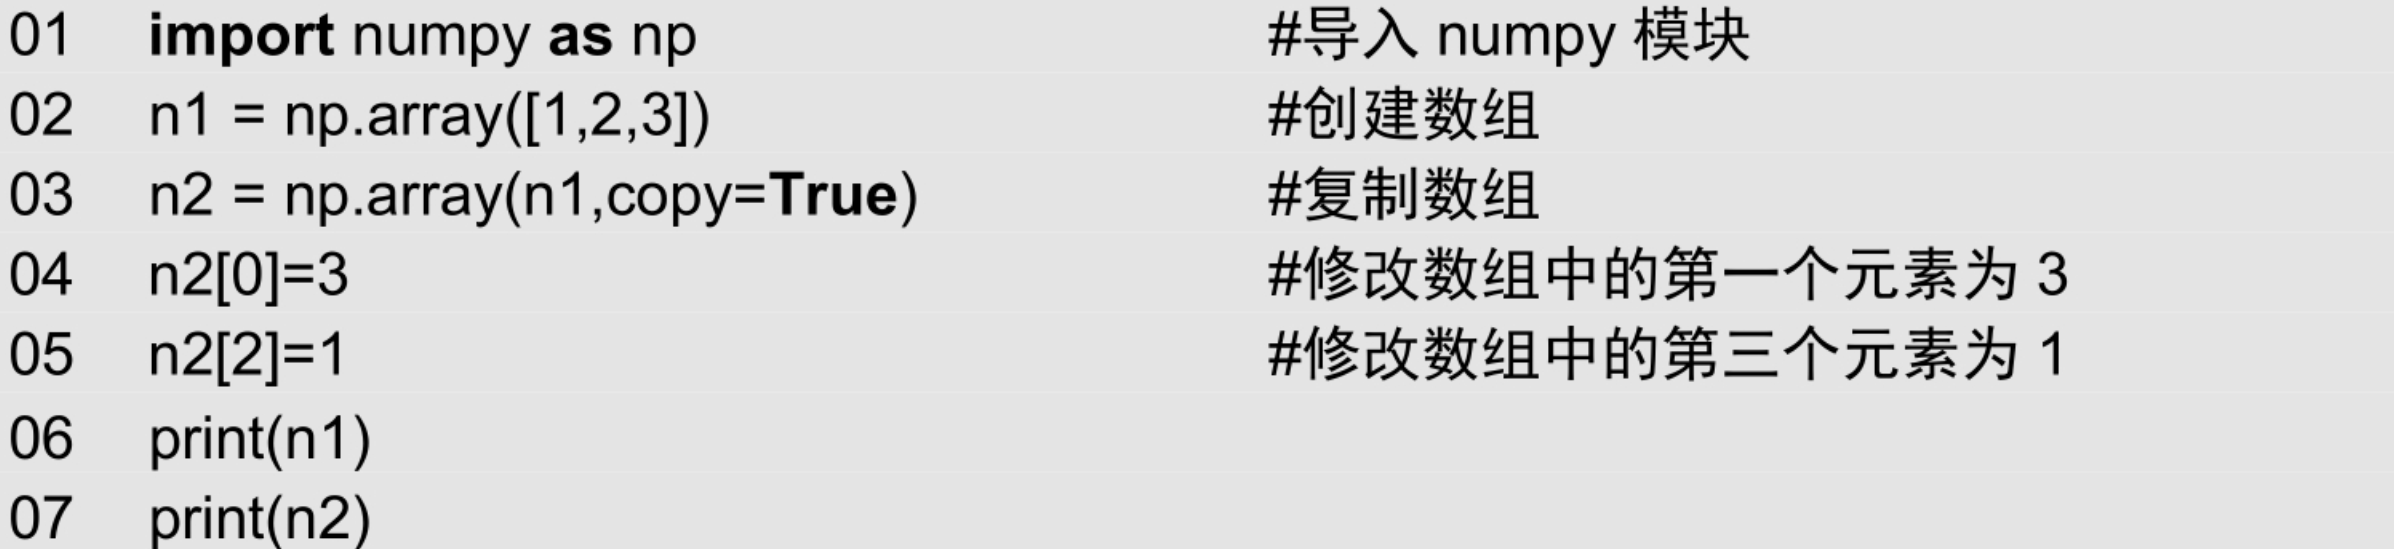 01 import numpy as np #导入 numpy 模块
02 n1 = np.array([1,2,3]) #创建数组
03 n2 = np.array(n1,copy=True) #复制数组
04 n2[0]=3 #修改数组中的第一个元素为 3
05 n2[2]=1 #修改数组中的第三个元素为 1
06 print(n1)
07 print(n2)